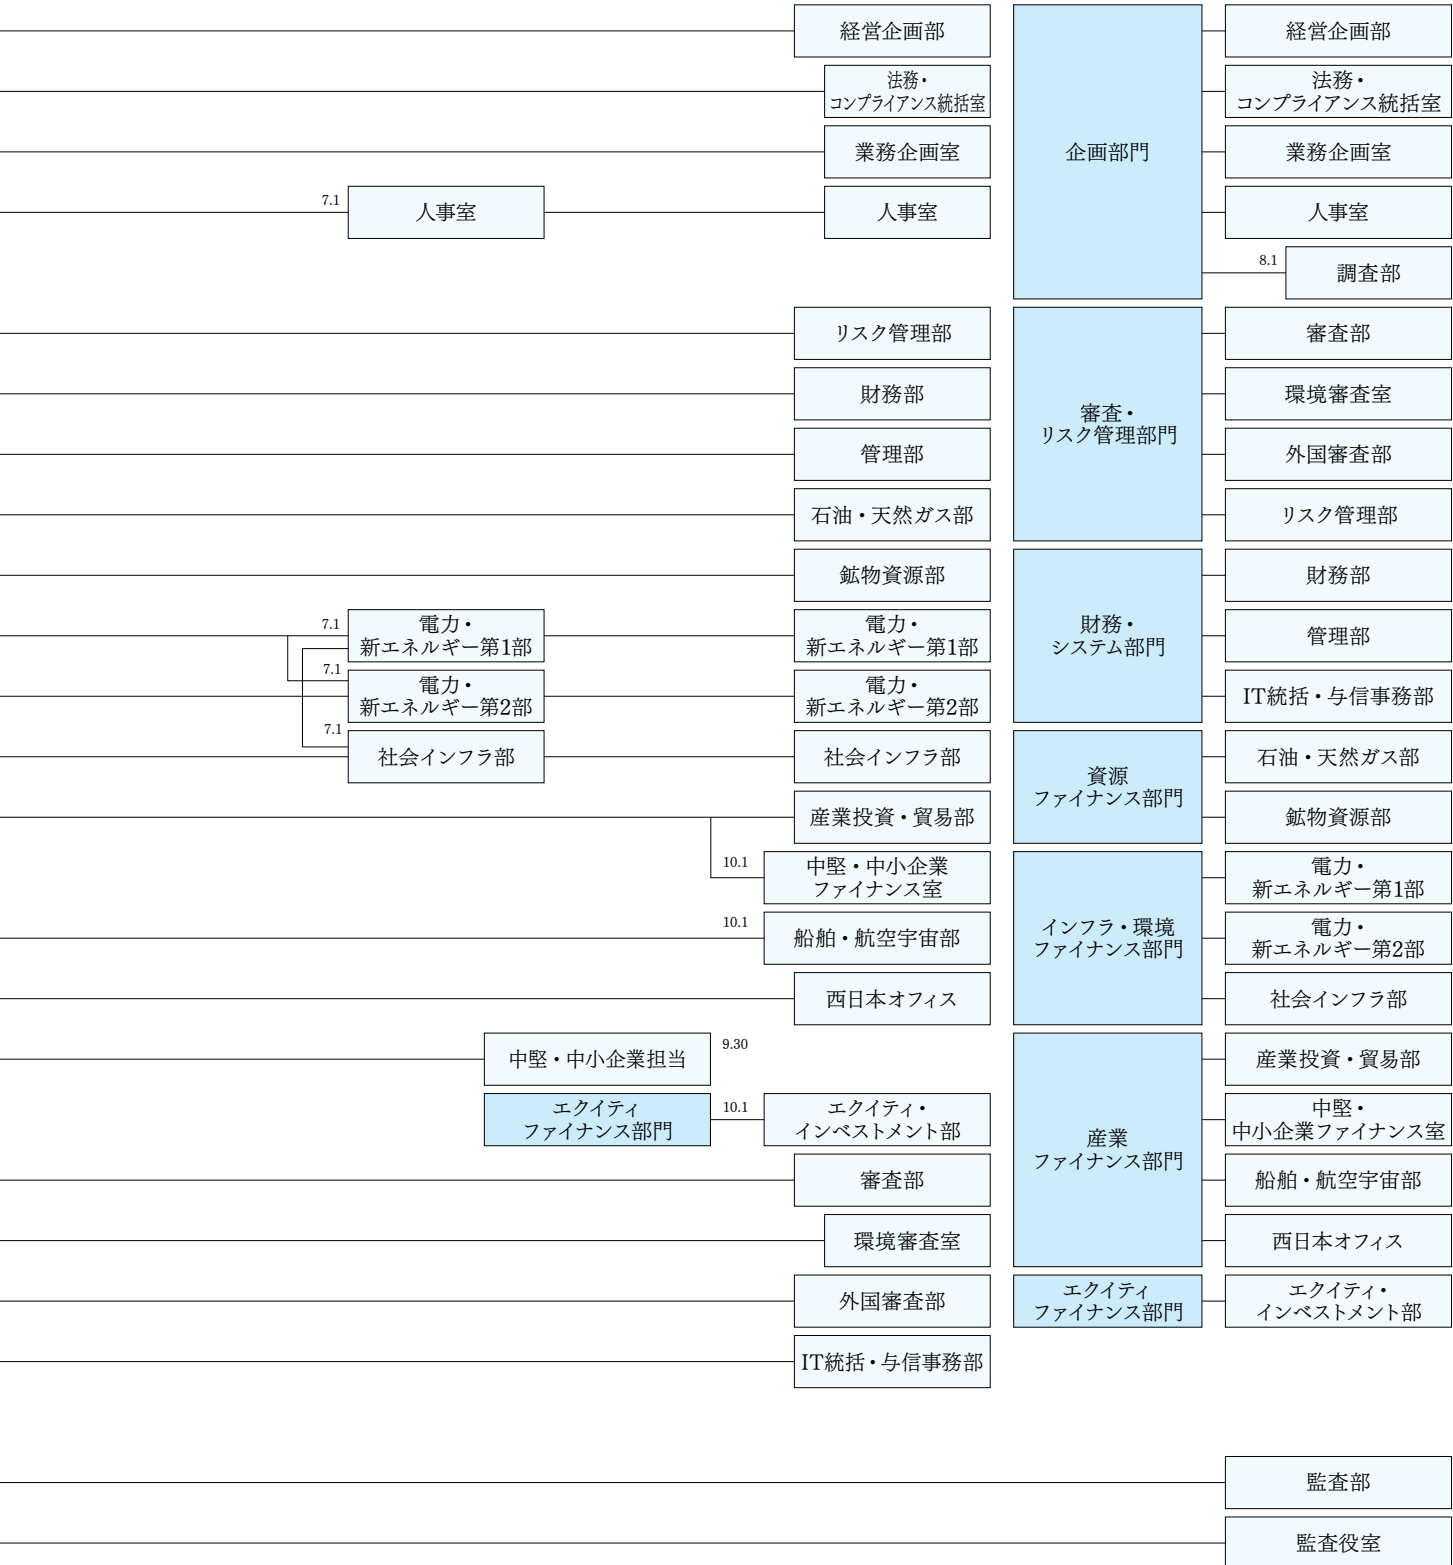 経営企画部
企画部門
経営企画部
法務・
コンプライアンス統括室
法務・
コンプライアンス統括室
業務企画室
業務企画室
7.1
人事室
人事室
人事室
8.1
調査部
リスク管理部
審査・
リスク管理部門
審査部
財務部
環境審査室
管理部
外国審査部
石油・天然ガス部
リスク管理部
鉱物資源部
財務・
システム部門
財務部
7.1
電力・
新エネルギー第1部
電力・
新エネルギー第1部
管理部
7.1
電力・
新エネルギー第2部
電力・
新エネルギー第2部
IT統括・与信事務部
7.1
社会インフラ部
社会インフラ部
資源
ファイナンス部門
石油・天然ガス部
産業投資・貿易部
鉱物資源部
10.1
中堅・中小企業
ファイナンス室
インフラ・環境
ファイナンス部門
電力・
新エネルギー第1部
10.1
船舶・航空宇宙部
電力・
新エネルギー第2部
西日本オフィス
社会インフラ部
中堅・中小企業担当
9.30
産業
ファイナンス部門
産業投資・貿易部
エクイティ
ファイナンス部門
10.1
エクイティ・
インベストメント部
中堅・
中小企業ファイナンス室
審査部
船舶・航空宇宙部
環境審査室
西日本オフィス
外国審査部
エクイティ
ファイナンス部門
エクイティ・
インベストメント部
IT統括・与信事務部
監査部
監査役室